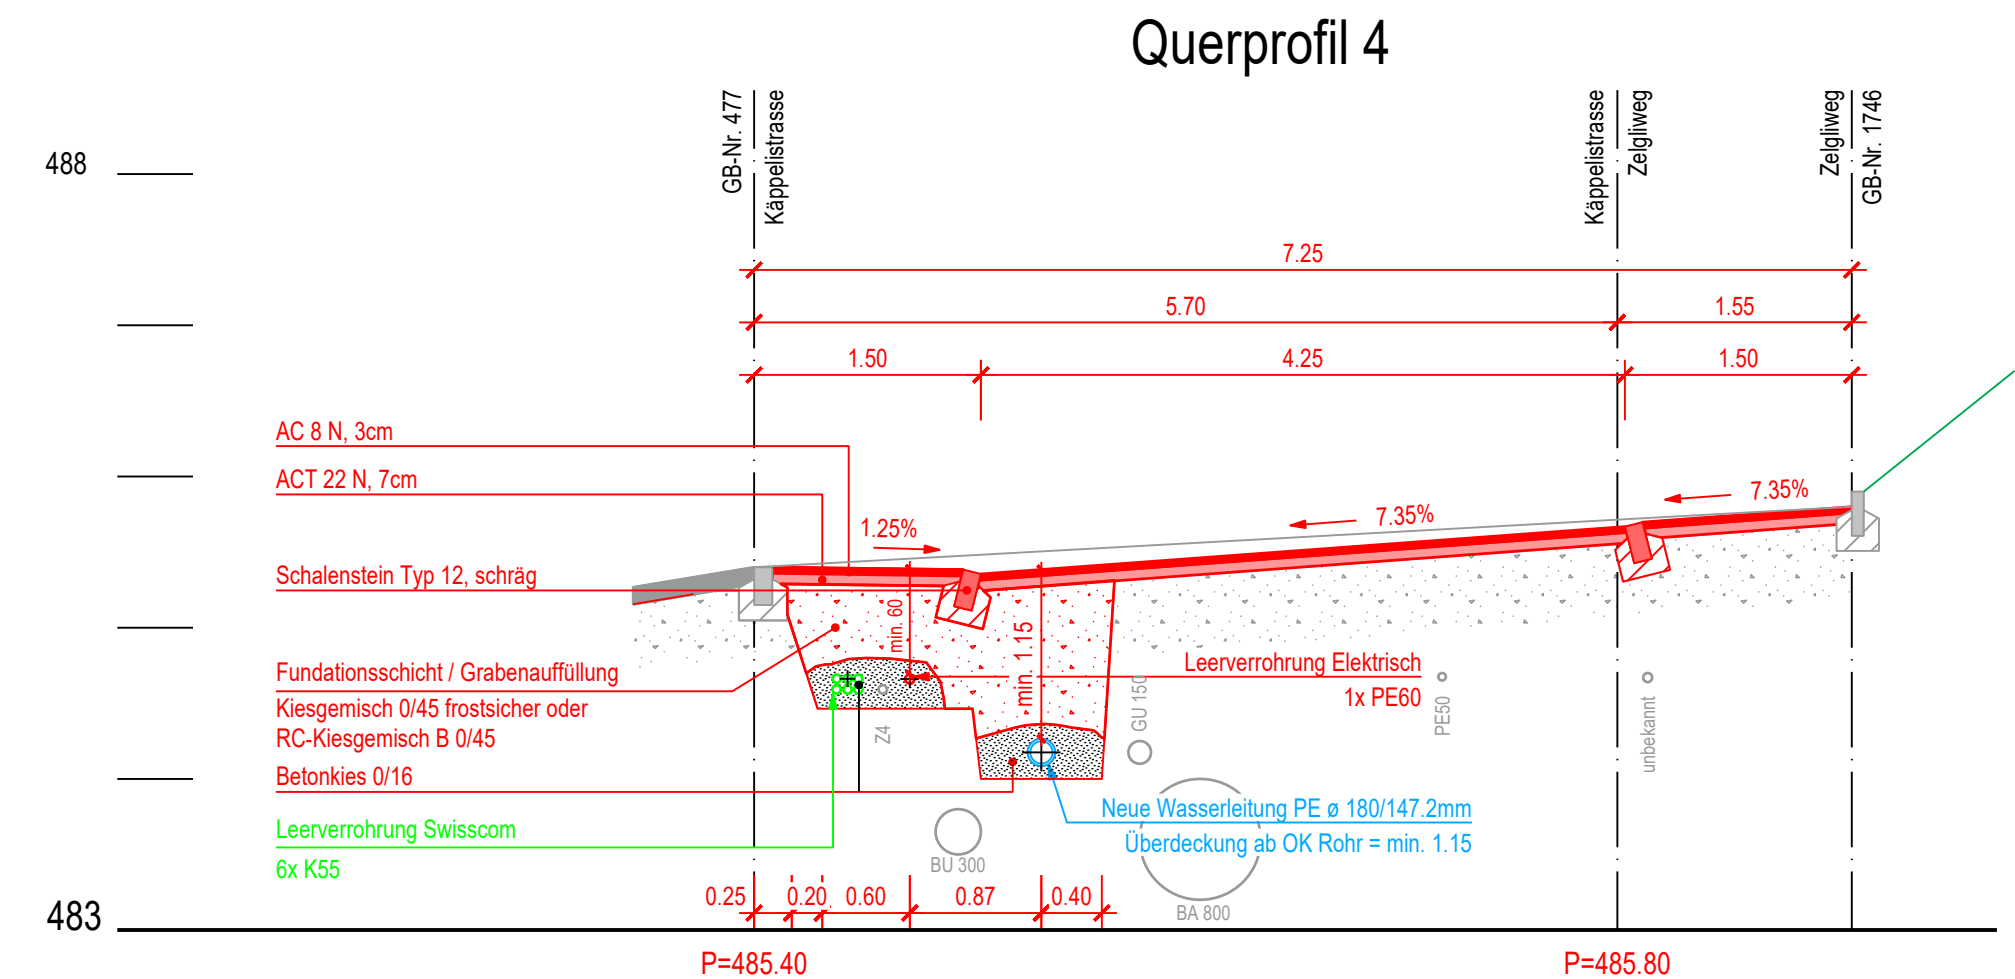 Querprofil 4
GB-Nr. 477
Käppelistrasse
Käppelistrasse
Zelgliweg
Zelgliweg
GB-Nr. 1746
488
7.25
5.70
1.55
1.50
4.25
1.50
AC 8 N, 3cm
ACT 22 N, 7cm
1.25%
7.35%
7.35%
Schalenstein Typ 12, schräg
min. 60
min. 1.15
Fundationsschicht / Grabenauffüllung
Kiesgemisch 0/45 frostsicher oder
RC-Kiesgemisch B 0/45
Betonkies 0/16
Leerverrohrung Elektrisch
1x PE60
Z4
GU 150
PE50
unbekannt
Leerverrohrung Swisscom
6x K55
Neue Wasserleitung PE ø 180/147.2mm
Überdeckung ab OK Rohr = min. 1.15
BU 300
BA 800
0.25
0.20
0.60
0.87
0.40
483
P=485.40
P=485.80